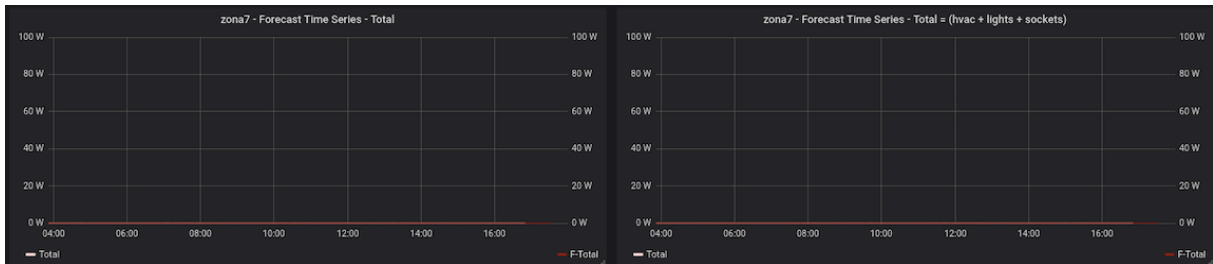 zona7 - Forecast Time Series - Total
100 W 100 W
80 W 80 W
60 W 60 W
40 W 40 W
20 W 20 W
0 W 0 W
04:00 06:00 08:00 10:00 12:00 14:00 16:00
Total F-Total
zona7 - Forecast Time Series - Total = (hvac + lights + sockets)
100 W 100 W
80 W 80 W
60 W 60 W
40 W 40 W
20 W 20 W
0 W 0 W
04:00 06:00 08:00 10:00 12:00 14:00 16:00
Total F-Total